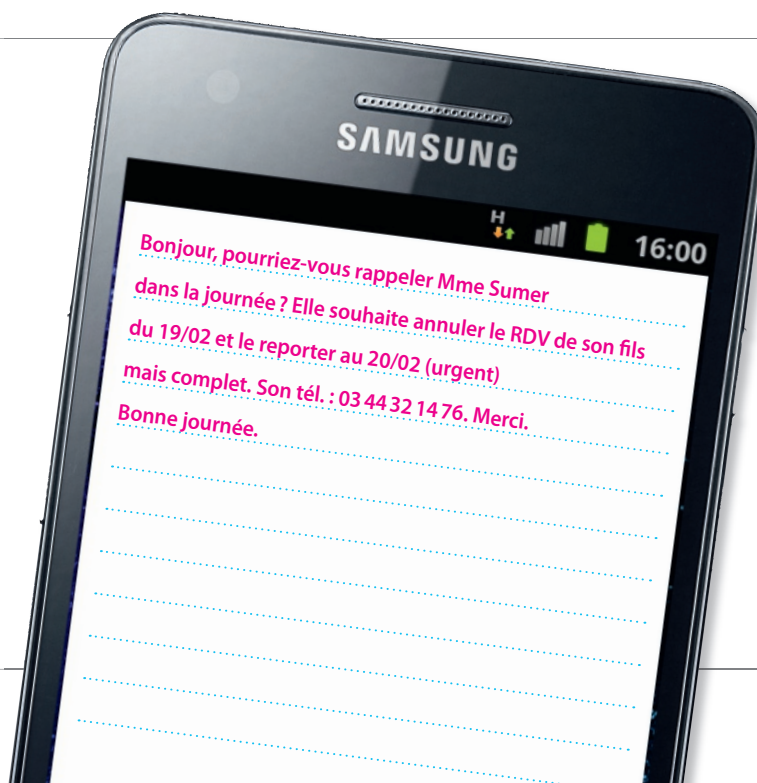 SAMSUNG
H
16:00
Bonjour, pourriez-vous rappeler Mme Sumer
dans la journée ? Elle souhaite annuler le RDV de son fils
du 19/02 et le reporter au 20/02 (urgent)
mais complet. Son tél. : 03 44 32 14 76. Merci.
Bonne journée.